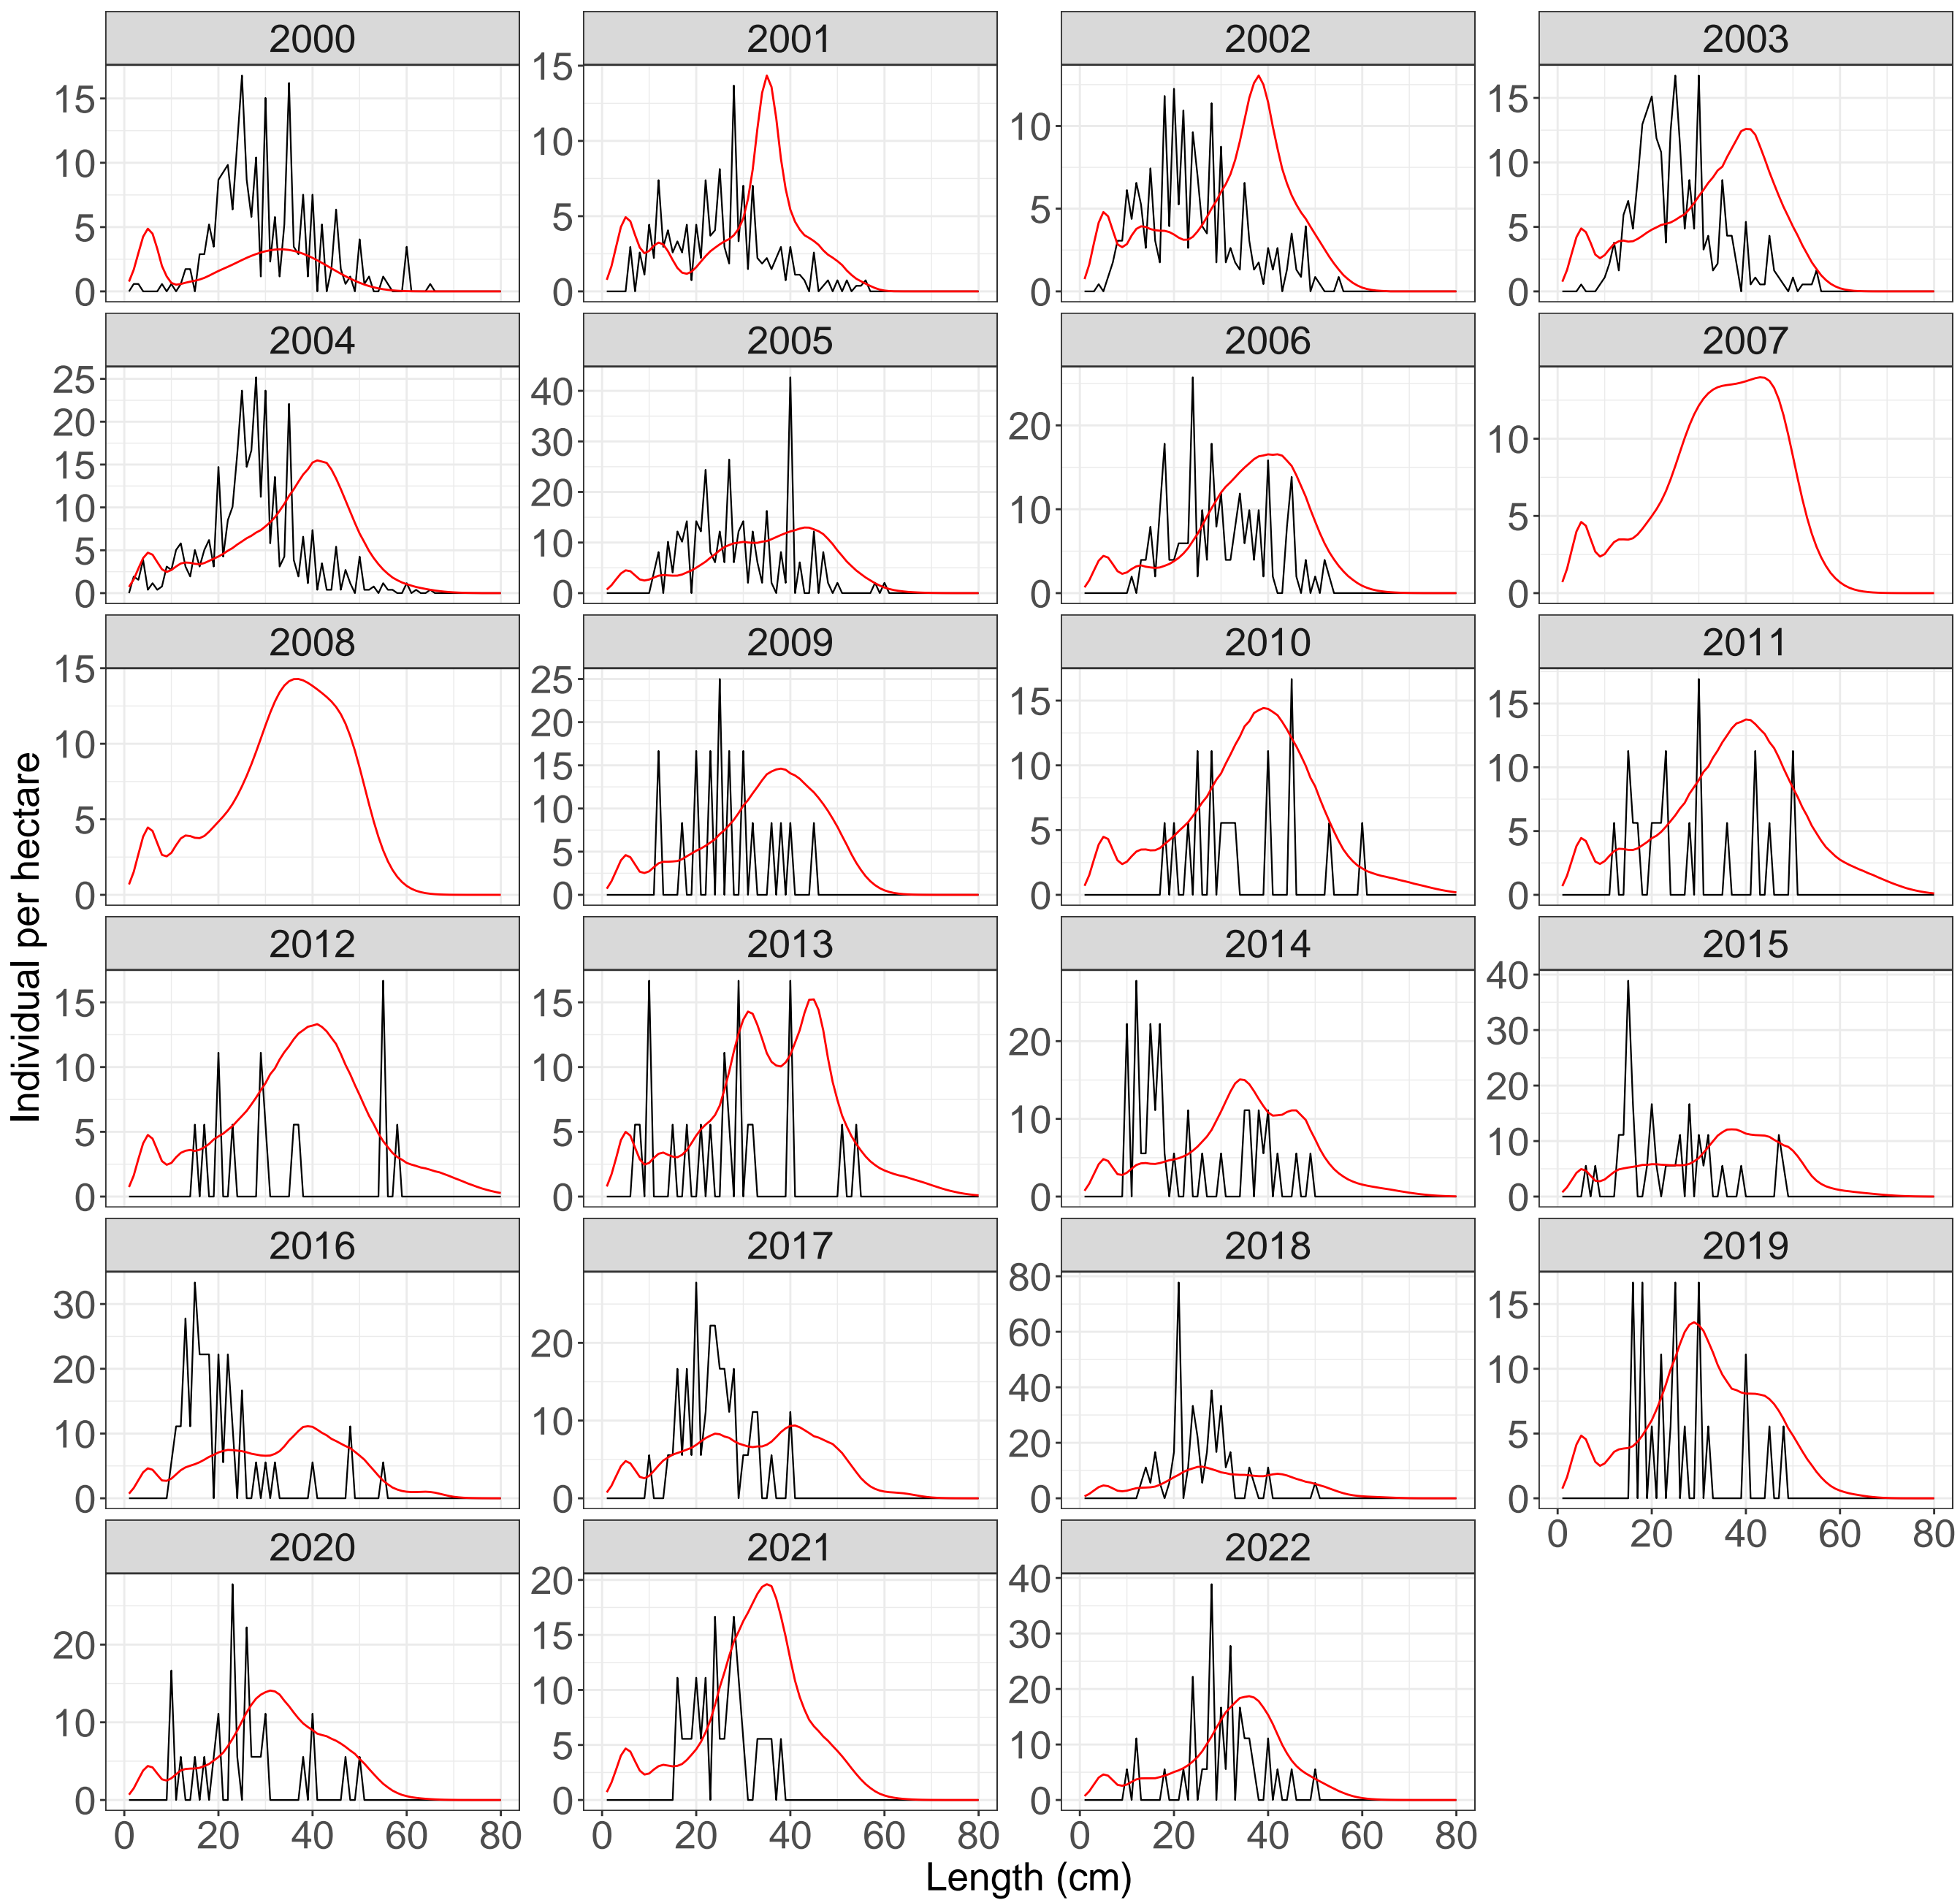 2000 2001 2002 2003
15 10 5 0
15 10 5 0
10 5 0
15 10 5 0
2004 2005 2006 2007
25 20 15 10 5 0
40 30 20 10 0
20 10 0
10 5 0
2008 2009 2010 2011
15 10 5 0
25 20 15 10 5 0
15 10 5 0
15 10 5 0
2012 2013 2014 2015
15 10 5 0
15 10 5 0
20 10 0
40 30 20 10 0
2016 2017 2018 2019
30 20 10 0
20 10 0
80 60 40 20 0
15 10 5 0
0 20 40 60 80
2020 2021 2022
20 10 0
20 15 10 5 0
40 30 20 10 0
0 20 40 60 80
0 20 40 60 80
0 20 40 60 80
Length (cm)
Individual per hectare